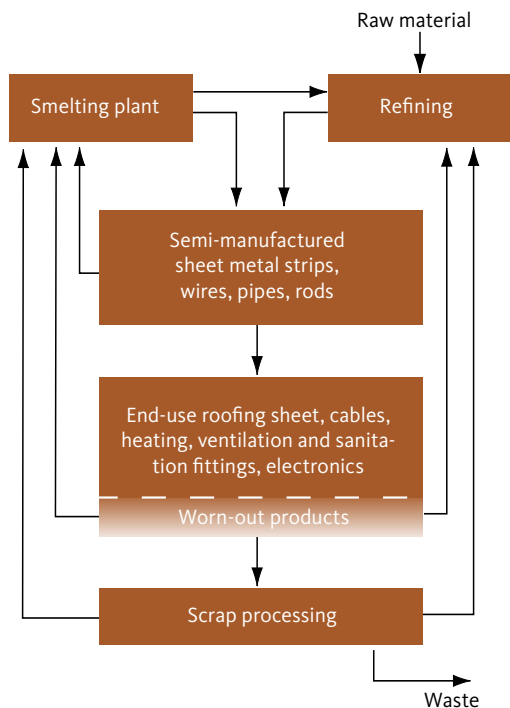 Raw material
Smelting plant
Refining
Semi-manufactured
sheet metal strips,
wires, pipes, rods
End-use roofing sheet, cables,
heating, ventilation and sanita-
tion fittings, electronics
Worn-out products
Scrap processing
Waste